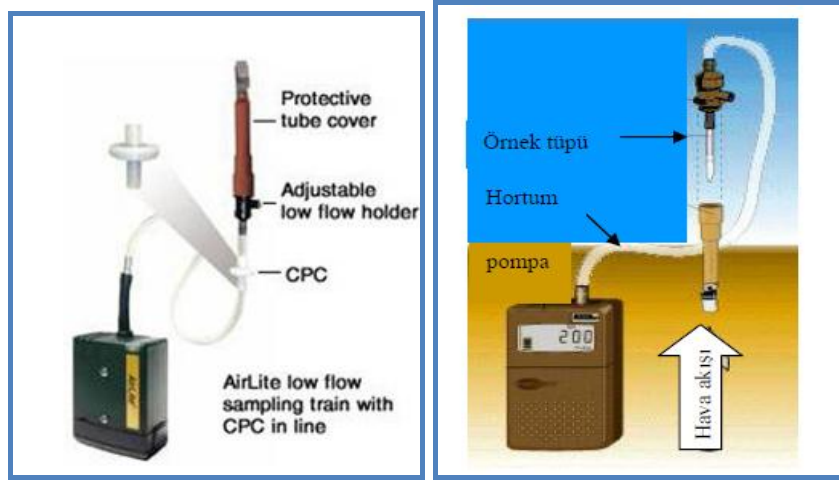 Protective
tube cover
Adjustable
low flow holder
CPC
AirLite low flow
sampling train with
CPC in line
AirLite
Örnek tüpü
Hortum
pompa
200
Hava akışı